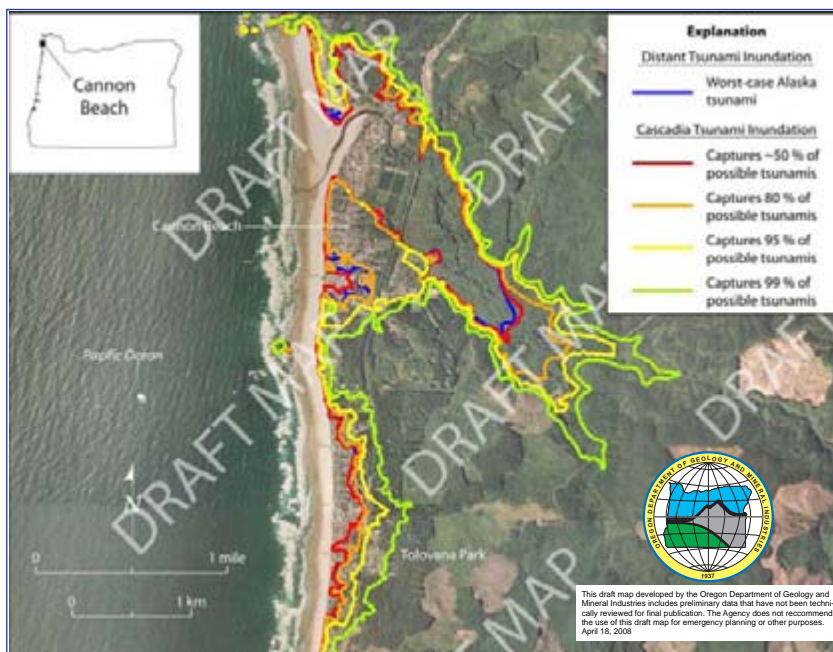 Cannon
Beach
Explanation
Distant Tsunami Inundation
Worst-case Alaska
tsunami
Cascadia Tsunami Inundation
Captures ~50 % of
possible tsunamis
Captures 80 % of
possible tsunamis
Captures 95 % of
possible tsunamis
Captures 99 % of
possible tsunamis
DRAFT MAP
DRAFT MAP
DRAFT MAP
DRAFT MAP
DRAFT MAP
DRAFT MAP
DRAFT
Cannon Beach
Pacific Ocean
N
0 1 mile
0 1 km
Tolovana Park
OREGON DEPARTMENT OF GEOLOGY AND MINERAL INDUSTRIES
1937
This draft map developed by the Oregon Department of Geology and
Mineral Industries includes preliminary data that have not been techni-
cally reviewed for final publication. The Agency does not reccommend
the use of this draft map for emergency planning or other purposes.
April 18, 2008